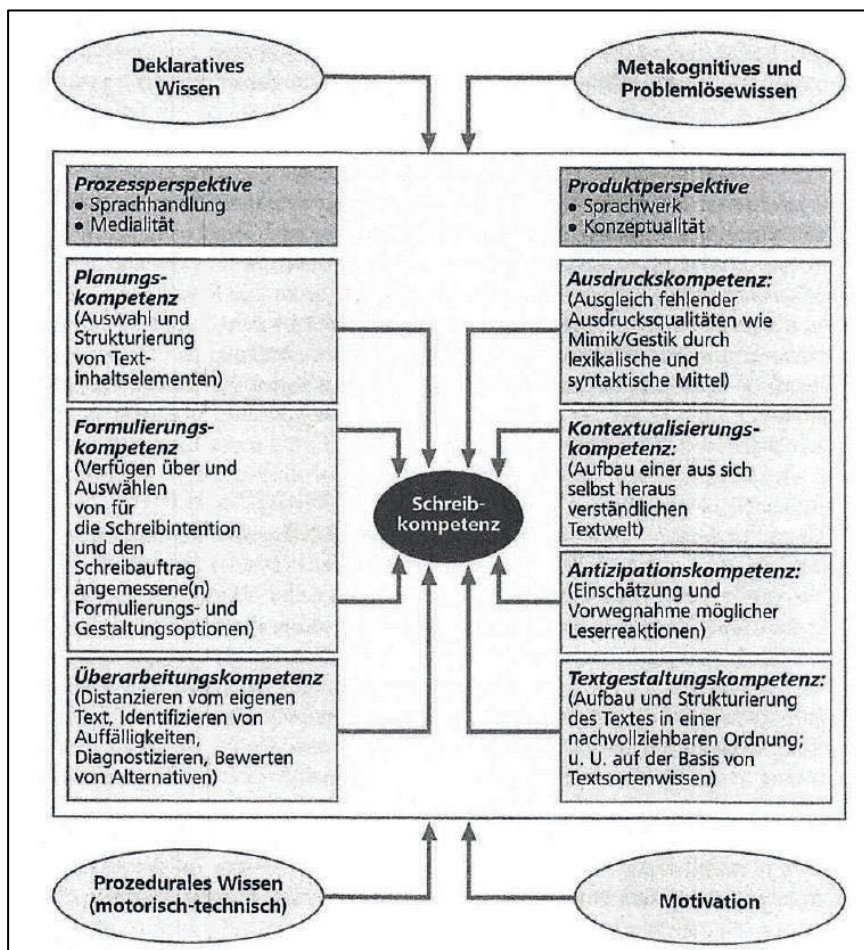 Deklaratives
Wissen
Metakognitives und
Problemlösewissen
Prozessperspektive
• Sprachhandlung
• Medialität
Produktperspektive
• Sprachwerk
• Konzeptualität
Planungs-
kompetenz
(Auswahl und
Strukturierung
von Text-
inhaltselementen)
Ausdruckskompetenz:
(Ausgleich fehlender
Ausdrucksqualitäten wie
Mimik/Gestik durch
lexikalische und
syntaktische Mittel)
Formulierungs-
kompetenz
(Verfügen über und
Auswählen
von für
die Schreibintention
und den
Schreibauftrag
angemessene(n)
Formulierungs- und
Gestaltungsoptionen)
Schreib-
kompetenz
Kontextualisierungs-
kompetenz:
(Aufbau einer aus sich
selbst heraus
verständlichen
Textwelt)
Antizipationskompetenz:
(Einschätzung und
Vorwegnahme möglicher
Leserreaktionen)
Überarbeitungskompetenz
(Distanzieren vom eigenen
Text, Identifizieren von
Auffälligkeiten,
Diagnostizieren, Bewerten
von Alternativen)
Textgestaltungskompetenz:
(Aufbau und Strukturierung
des Textes in einer
nachvollziehbaren Ordnung;
u. U. auf der Basis von
Textsortenwissen)
Prozedurales Wissen
(motorisch-technisch)
Motivation